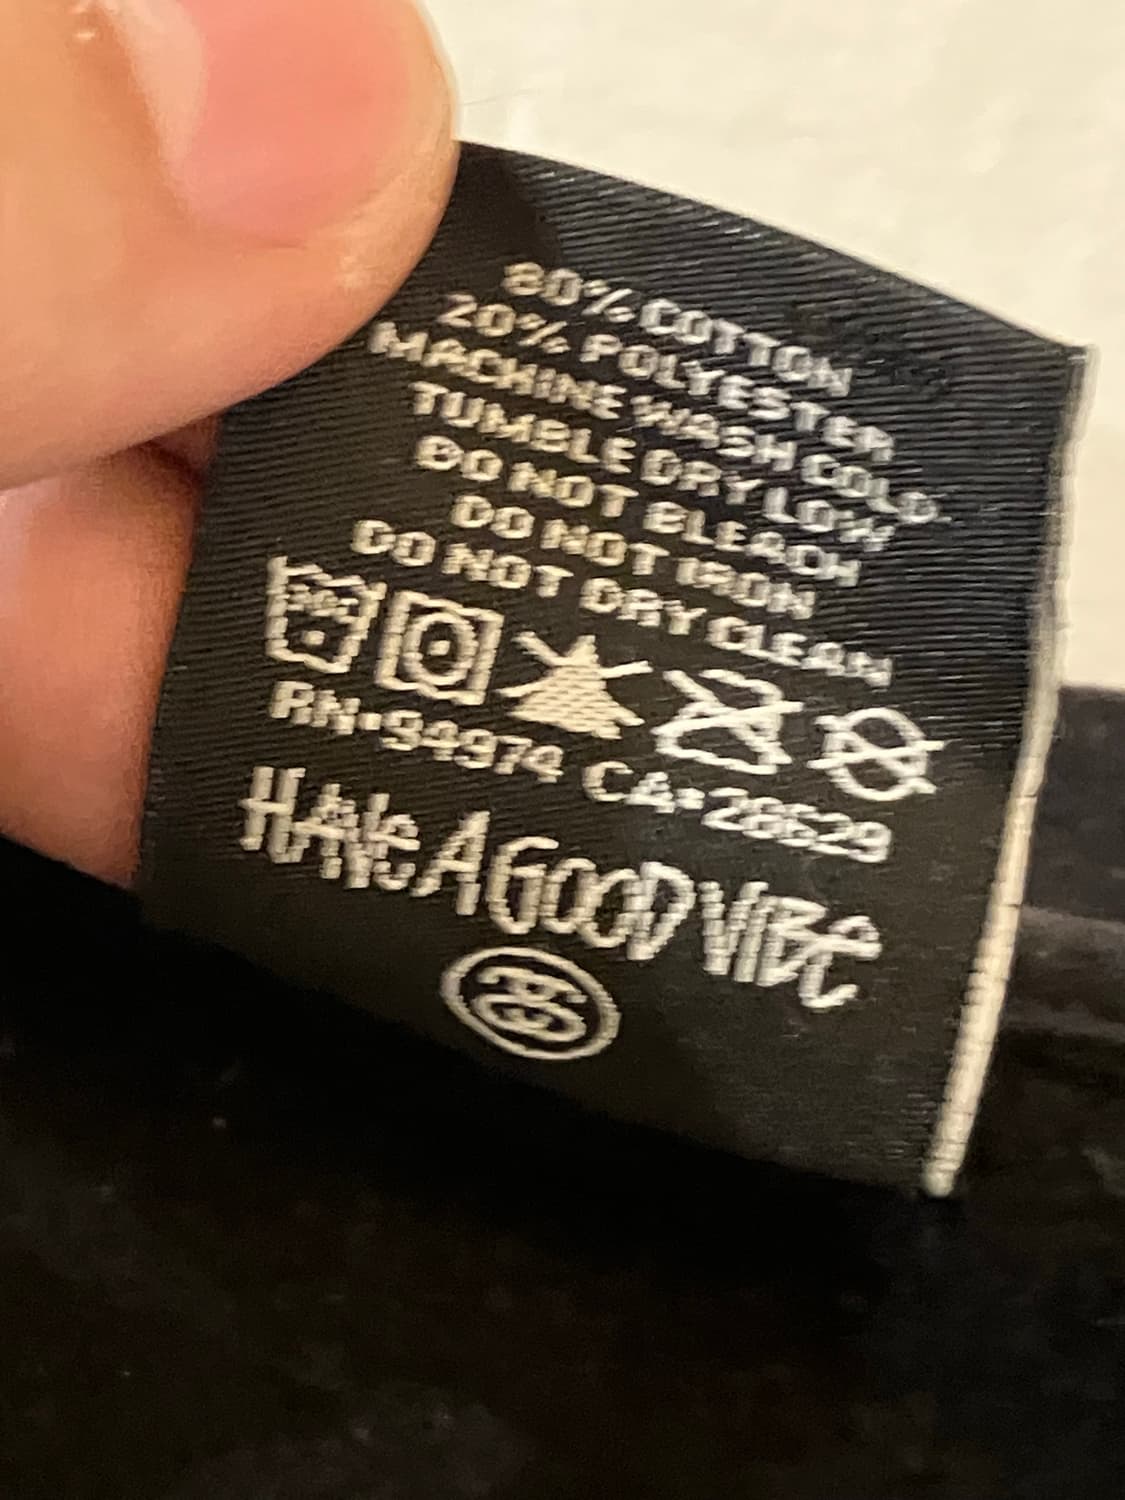 80% COTTON
20% POLYESTER
MACHINE WASH COLD
TUMBLE DRY LOW
DO NOT BLEACH
DO NOT IRON
DO NOT DRY CLEAN
RN•94974 CA•28629
HAVE A GOOD VIBE